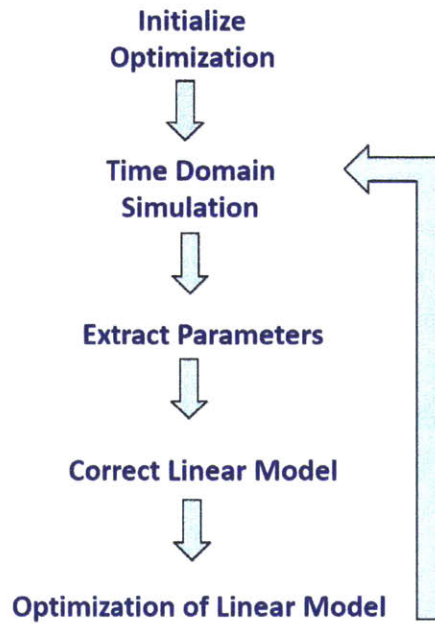 Initialize
Optimization
Time Domain
Simulation
Extract Parameters
Correct Linear Model
Optimization of Linear Model